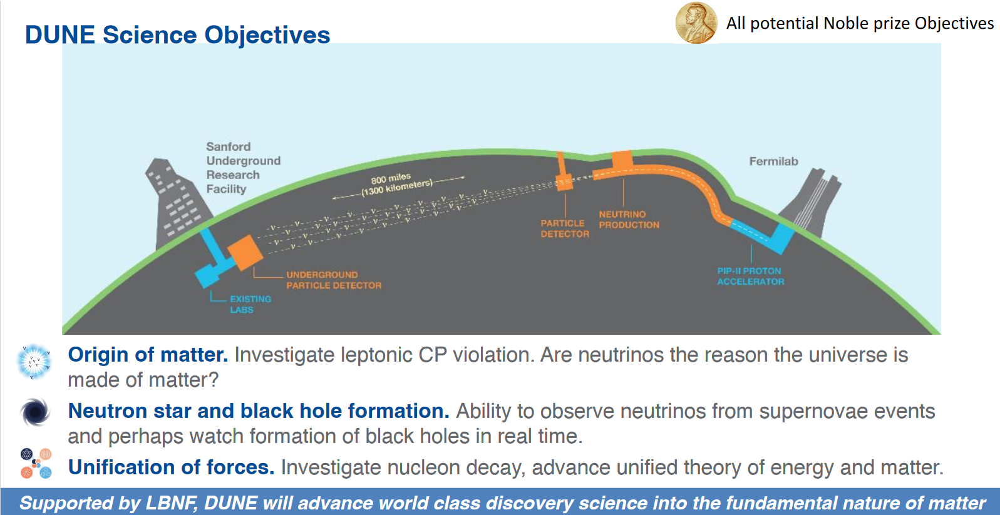 DUNE Science Objectives
All potential Noble prize Objectives
Sanford
Underground
Research
Facility
800 miles
(1300 kilometers)
Fermilab
PARTICLE
DETECTOR
NEUTRINO
PRODUCTION
PIP-II PROTON
ACCELERATOR
UNDERGROUND
PARTICLE DETECTOR
EXISTING
LABS
Origin of matter. Investigate leptonic CP violation. Are neutrinos the reason the universe is
made of matter?
Neutron star and black hole formation. Ability to observe neutrinos from supernovae events
and perhaps watch formation of black holes in real time.
Unification of forces. Investigate nucleon decay, advance unified theory of energy and matter.
Supported by LBNF, DUNE will advance world class discovery science into the fundamental nature of matter